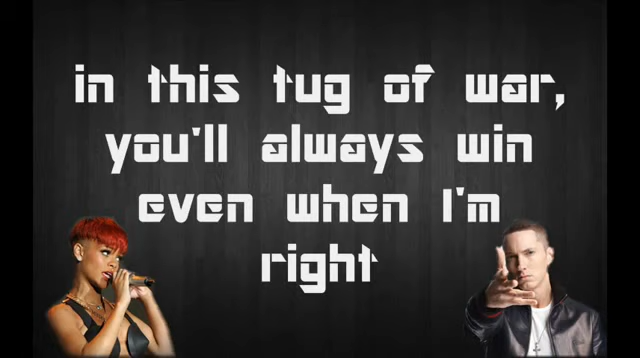 in this tug of war,
you'll always win
even when I'm
right